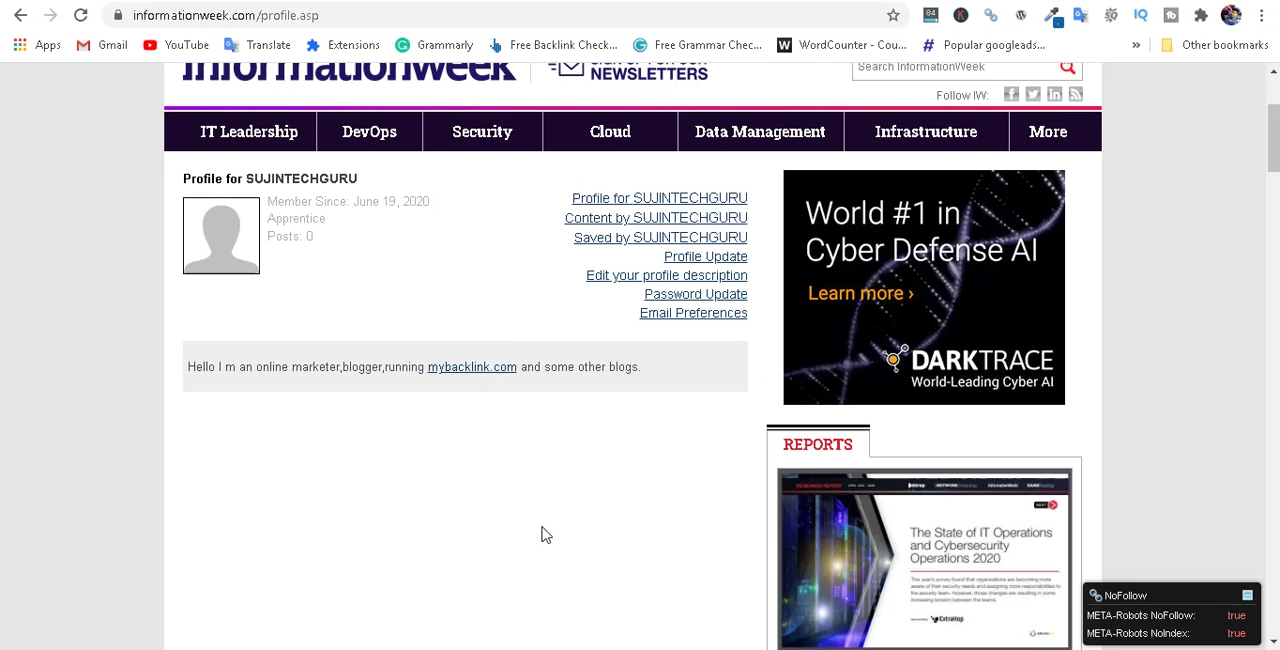 informationweek.com/profile.asp
84
Apps
Gmail
YouTube
Translate
Extensions
Grammarly
Free Backlink Check...
Free Grammar Chec...
WordCounter - Cou...
Popular googleads...
»
Other bookmarks
informationweek
NEWSLETTERS
Search InformationWeek
Follow IW:
IT Leadership
DevOps
Security
Cloud
Data Management
Infrastructure
More
Profile for SUJINTECHGURU
Member Since: June 19, 2020
Apprentice
Posts: 0
Profile for SUJINTECHGURU
Content by SUJINTECHGURU
Saved by SUJINTECHGURU
Profile Update
Edit your profile description
Password Update
Email Preferences
Hello I m an online marketer,blogger,running mybacklink.com and some other blogs.
World #1 in
Cyber Defense AI
Learn more ›
DARKTRACE
World-Leading Cyber AI
REPORTS
The State of IT Operations
and Cybersecurity
Operations 2020
ExtraHop
NoFollow
META-Robots NoFollow: true
META-Robots NoIndex: true